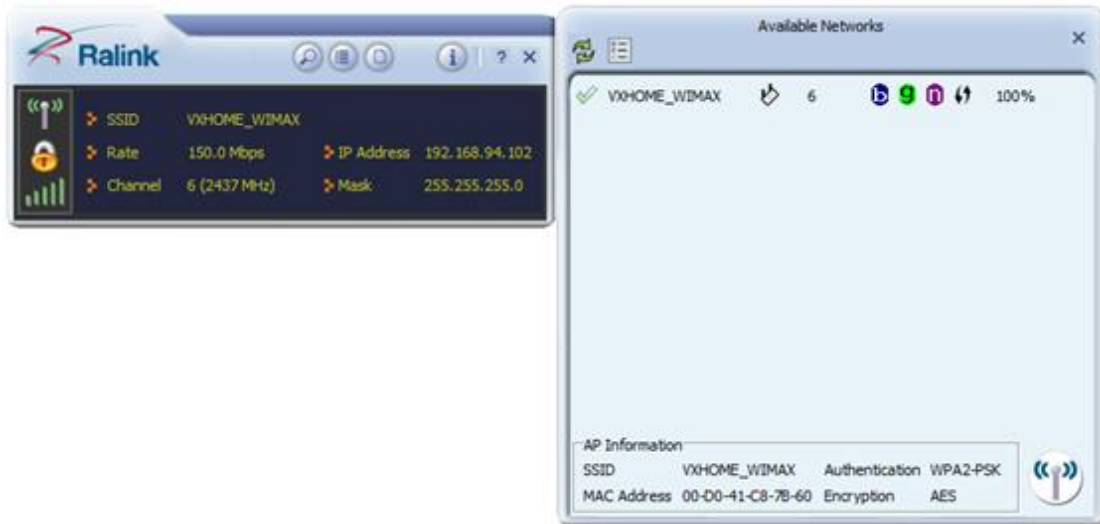 Ralink
i ? ×
SSID VXHOME_WIMAX
Rate 150.0 Mbps IP Address 192.168.94.102
Channel 6 (2437 MHz) Mask 255.255.255.0
Available Networks ×
VXHOME_WIMAX 6 b g n 100%
AP Information
SSID VXHOME_WIMAX Authentication WPA2-PSK
MAC Address 00-D0-41-C8-7B-60 Encryption AES